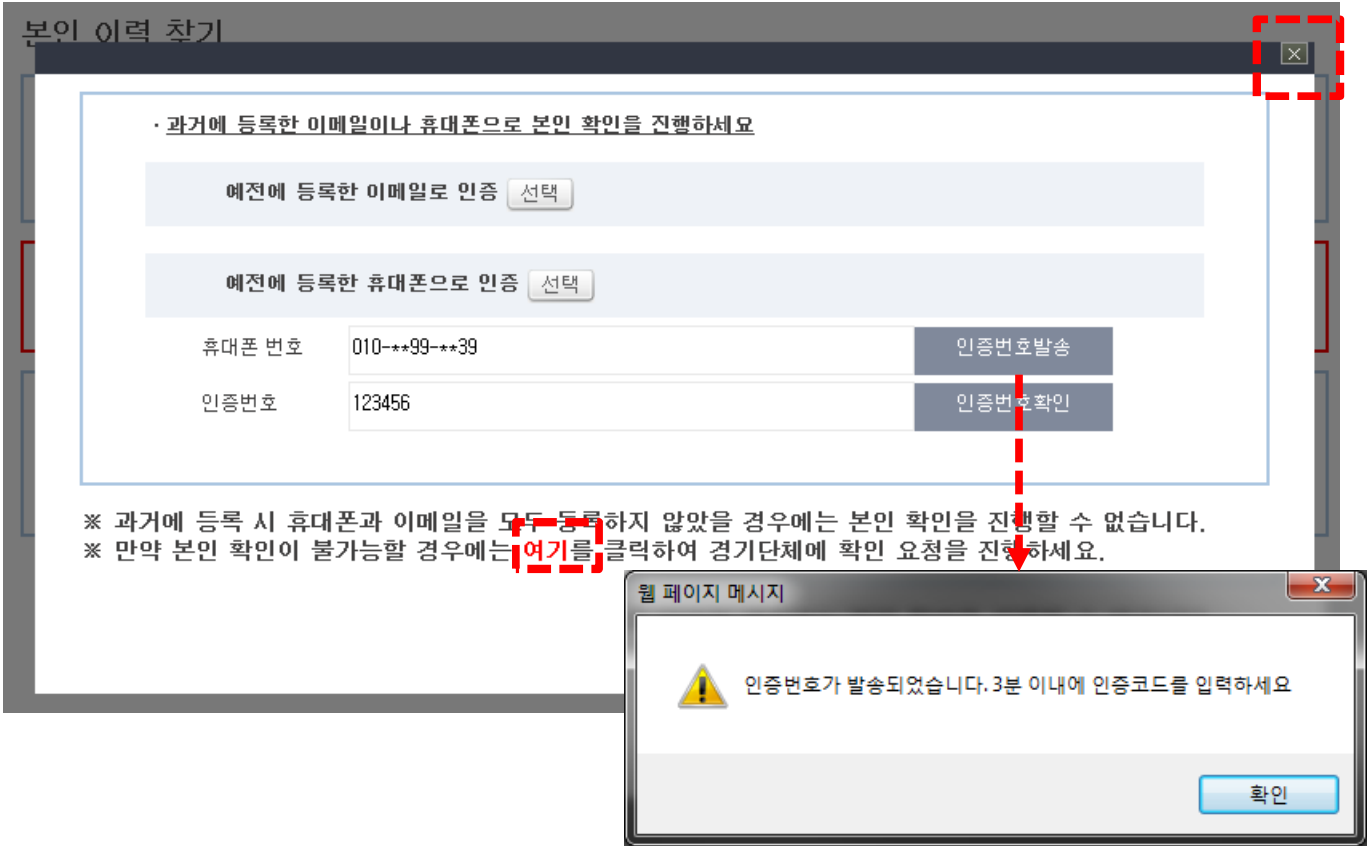 본인 이력 찾기
· 과거에 등록한 이메일이나 휴대폰으로 본인 확인을 진행하세요
예전에 등록한 이메일로 인증 선택
예전에 등록한 휴대폰으로 인증 선택
휴대폰 번호 010-**99-**39 인증번호발송
인증번호 123456 인증번호확인
※ 과거에 등록 시 휴대폰과 이메일을 모두 등록하지 않았을 경우에는 본인 확인을 진행할 수 없습니다.
※ 만약 본인 확인이 불가능할 경우에는 여기를 클릭하여 경기단체에 확인 요청을 진행하세요.
웹 페이지 메시지
인증번호가 발송되었습니다. 3분 이내에 인증코드를 입력하세요
확인